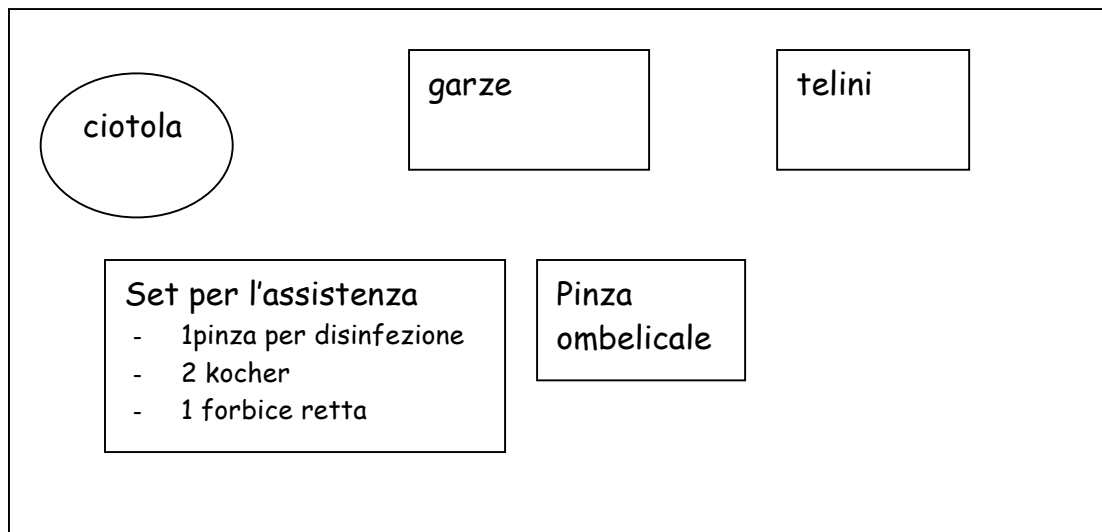 ciotola
garze
telini
Set per l'assistenza
- 1pinza per disinfezione
- 2 kocher
- 1 forbice retta
Pinza
ombelicale